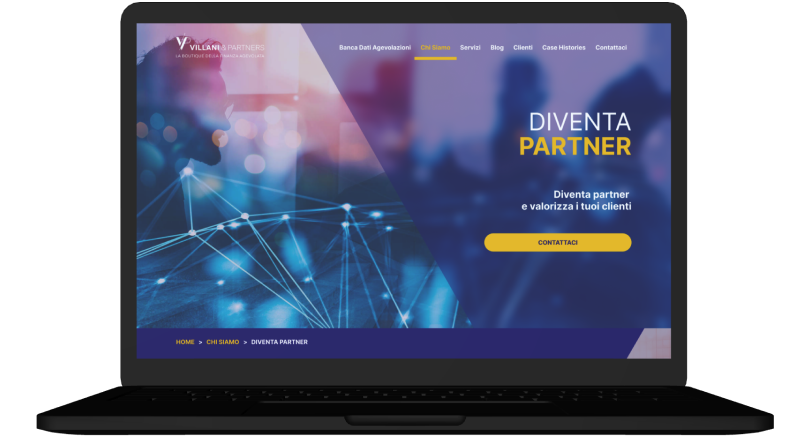 VILLANI & PARTNERS
LA BOUTIQUE DELLA FINANZA AGEVOLATA
Banca Dati Agevolazioni Chi Siamo Servizi Blog Clienti Case Histories Contattaci
DIVENTA
PARTNER
Diventa partner
e valorizza i tuoi clienti
CONTATTACI
HOME > CHI SIAMO > DIVENTA PARTNER